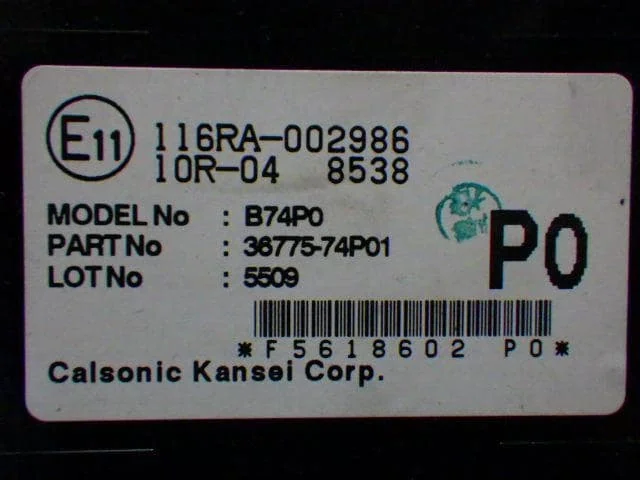 E11 116RA-002986
10R-04 8538
MODEL No : B74P0
PART No : 36775-74P01
LOT No : 5509
P0
*F5618602 P0*
Calsonic Kansei Corp.